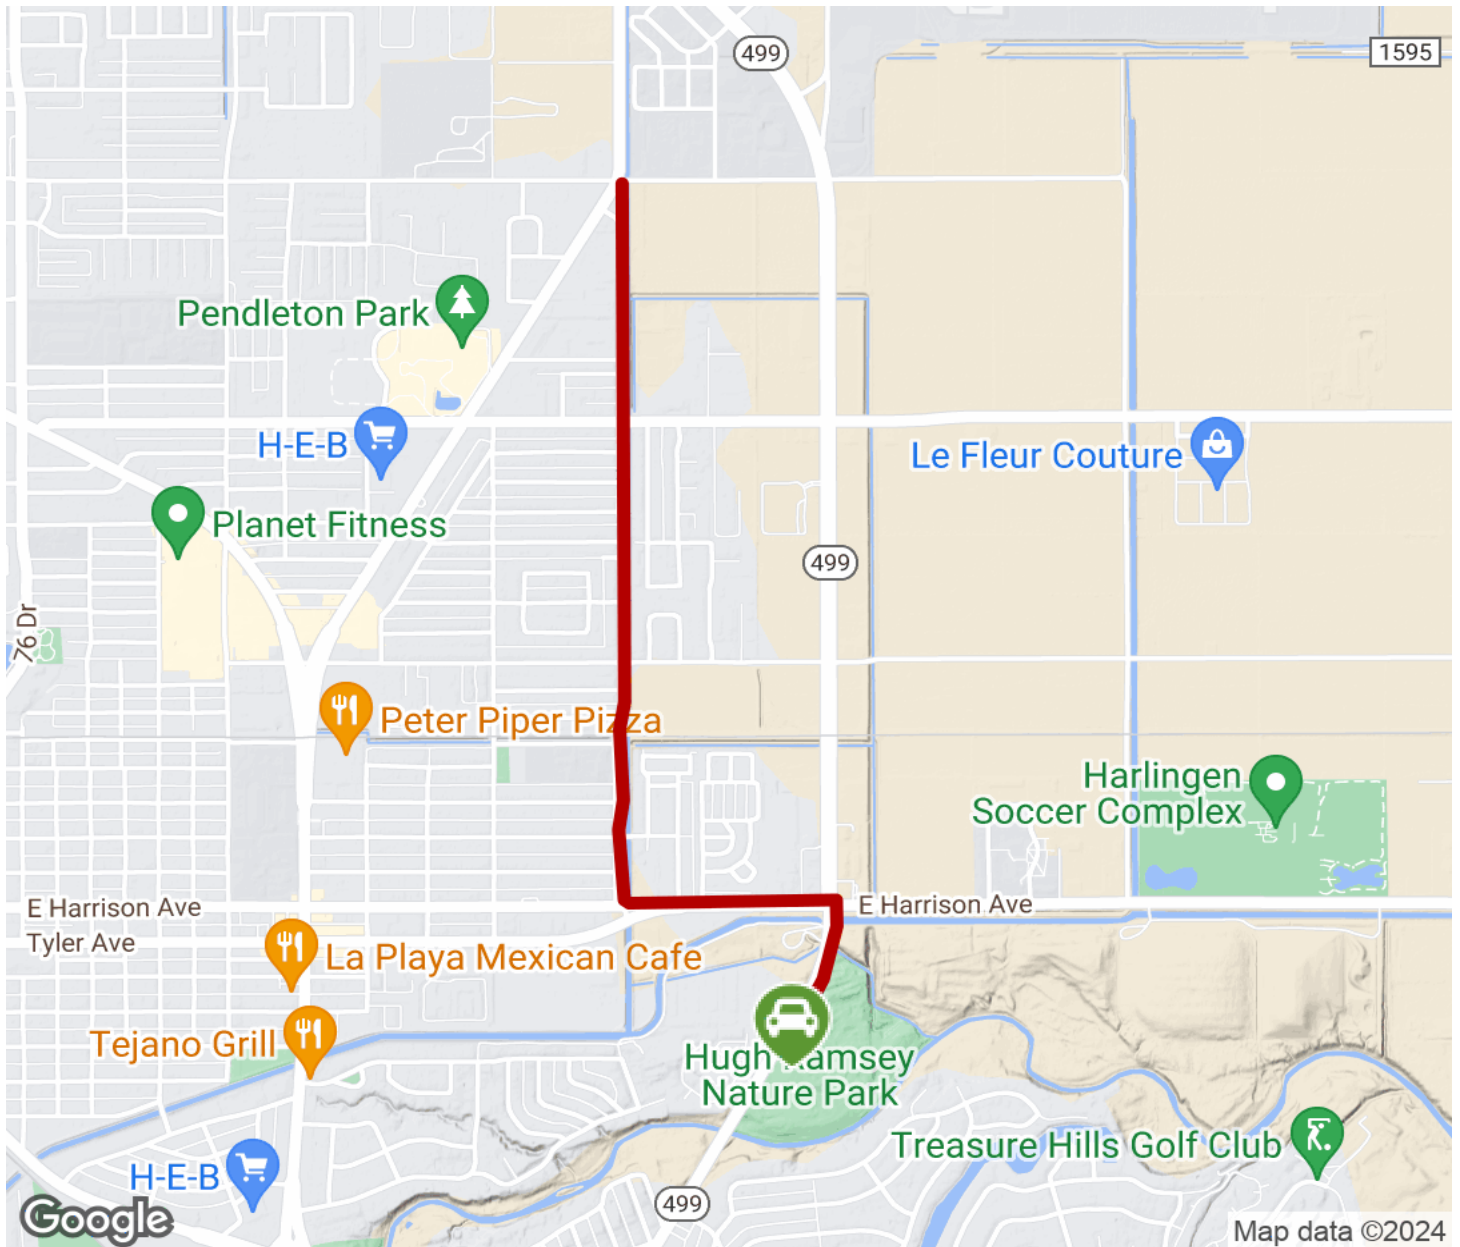 499
1595
Pendleton Park
H-E-B
Le Fleur Couture
Planet Fitness
499
76 Dr
Peter Piper Pizza
Harlingen
Soccer Complex
E Harrison Ave
E Harrison Ave
Tyler Ave
La Playa Mexican Cafe
Tejano Grill
Hugh Ramsey
Nature Park
Treasure Hills Golf Club
H-E-B
499
Google
Map data ©2024